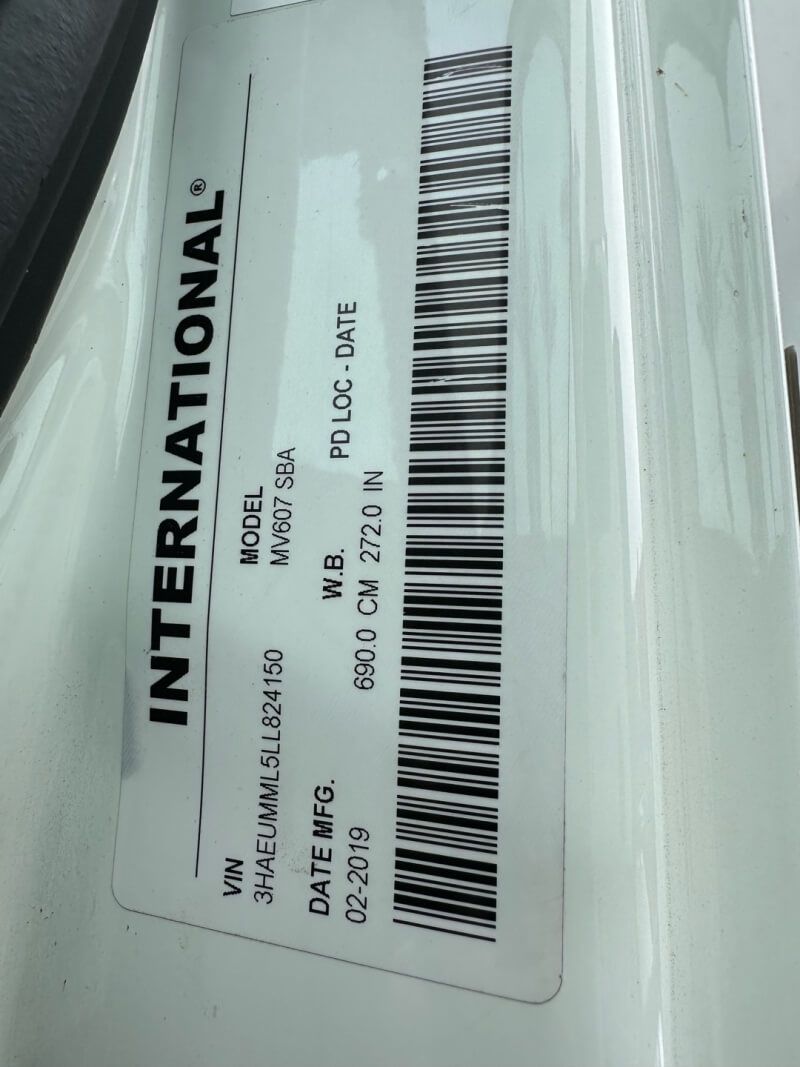 INTERNATIONAL®
VIN MODEL
3HAEUMML5LL824150 MV607 SBA
DATE MFG. W.B. PD LOC - DATE
02-2019 690.0 CM 272.0 IN